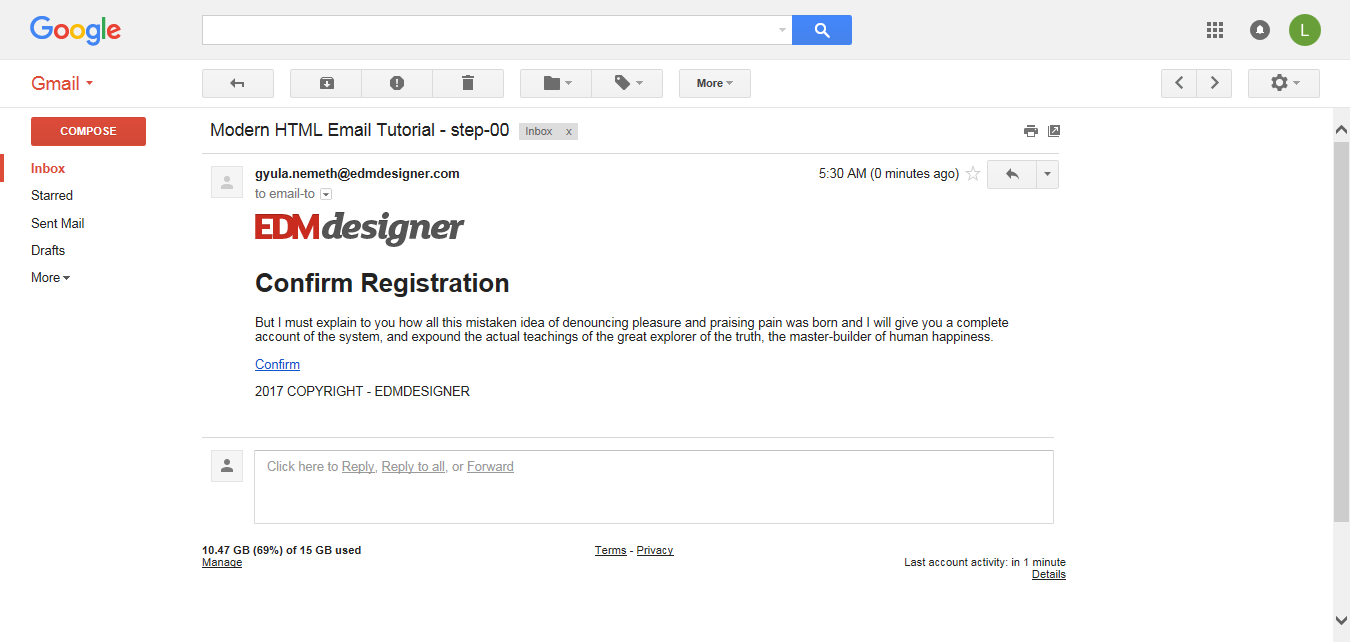 Google
L
Gmail
More
COMPOSE
Modern HTML Email Tutorial - step-00 Inbox x
Inbox
Starred
Sent Mail
Drafts
More
gyula.nemeth@edmdesigner.com 5:30 AM (0 minutes ago)
to email-to
EDMdesigner
Confirm Registration
But I must explain to you how all this mistaken idea of denouncing pleasure and praising pain was born and I will give you a complete
account of the system, and expound the actual teachings of the great explorer of the truth, the master-builder of human happiness.
Confirm
2017 COPYRIGHT - EDMDESIGNER
Click here to Reply, Reply to all, or Forward
10.47 GB (69%) of 15 GB used
Manage
Terms - Privacy
Last account activity: in 1 minute
Details